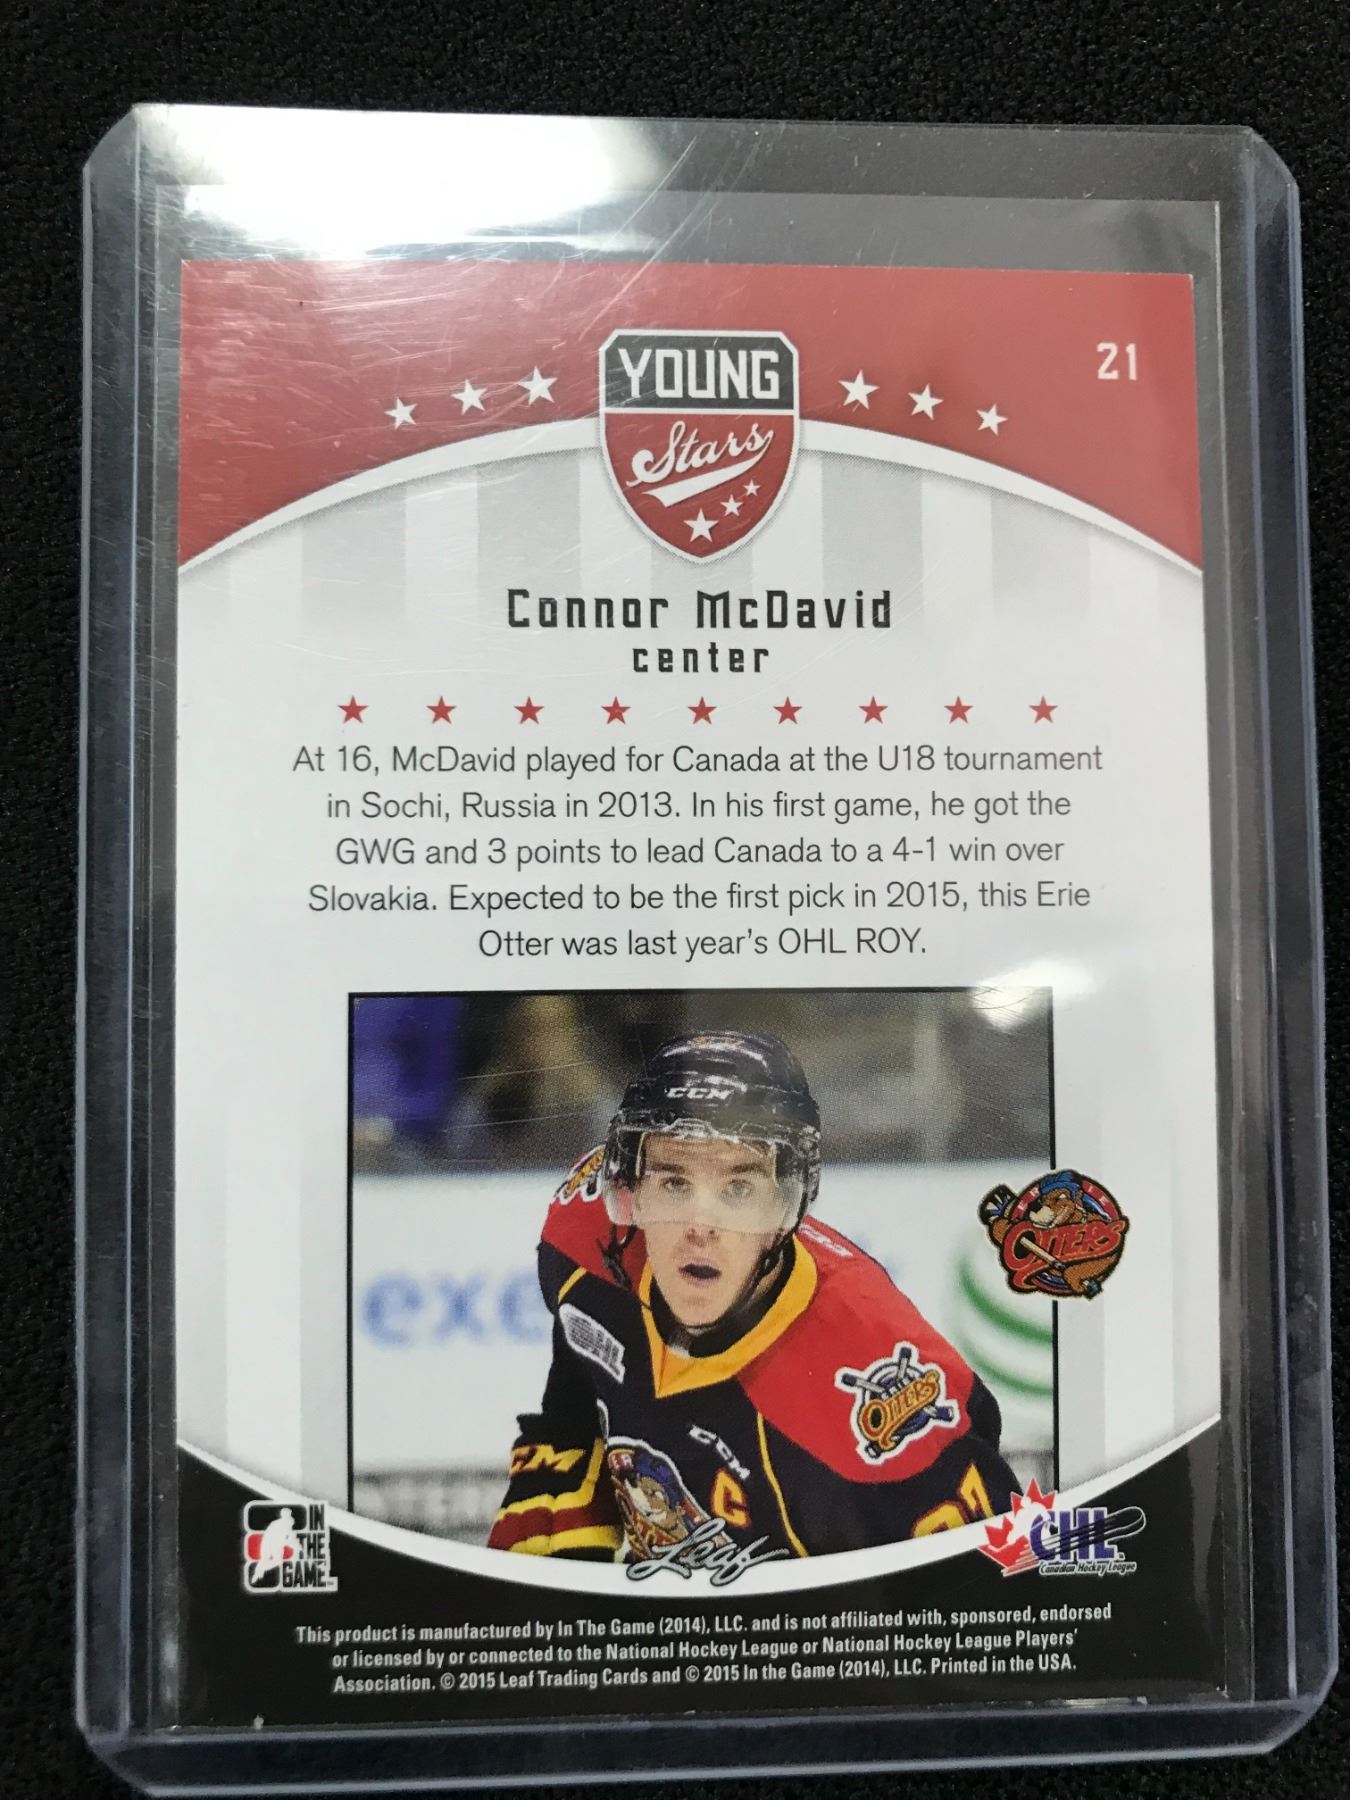 21
YOUNG
Stars
Connor McDavid
center
At 16, McDavid played for Canada at the U18 tournament
in Sochi, Russia in 2013. In his first game, he got the
GWG and 3 points to lead Canada to a 4-1 win over
Slovakia. Expected to be the first pick in 2015, this Erie
Otter was last year's OHL ROY.
CCM
ERIE
OTTERS
exe
OHL
OTTERS
CCM
CCM
C
97
Leaf
IN
THE
GAME
CHL
Canadian Hockey League
This product is manufactured by In The Game (2014), LLC. and is not affiliated with, sponsored, endorsed
or licensed by or connected to the National Hockey League or National Hockey League Players'
Association. © 2015 Leaf Trading Cards and © 2015 In the Game (2014), LLC. Printed in the USA.